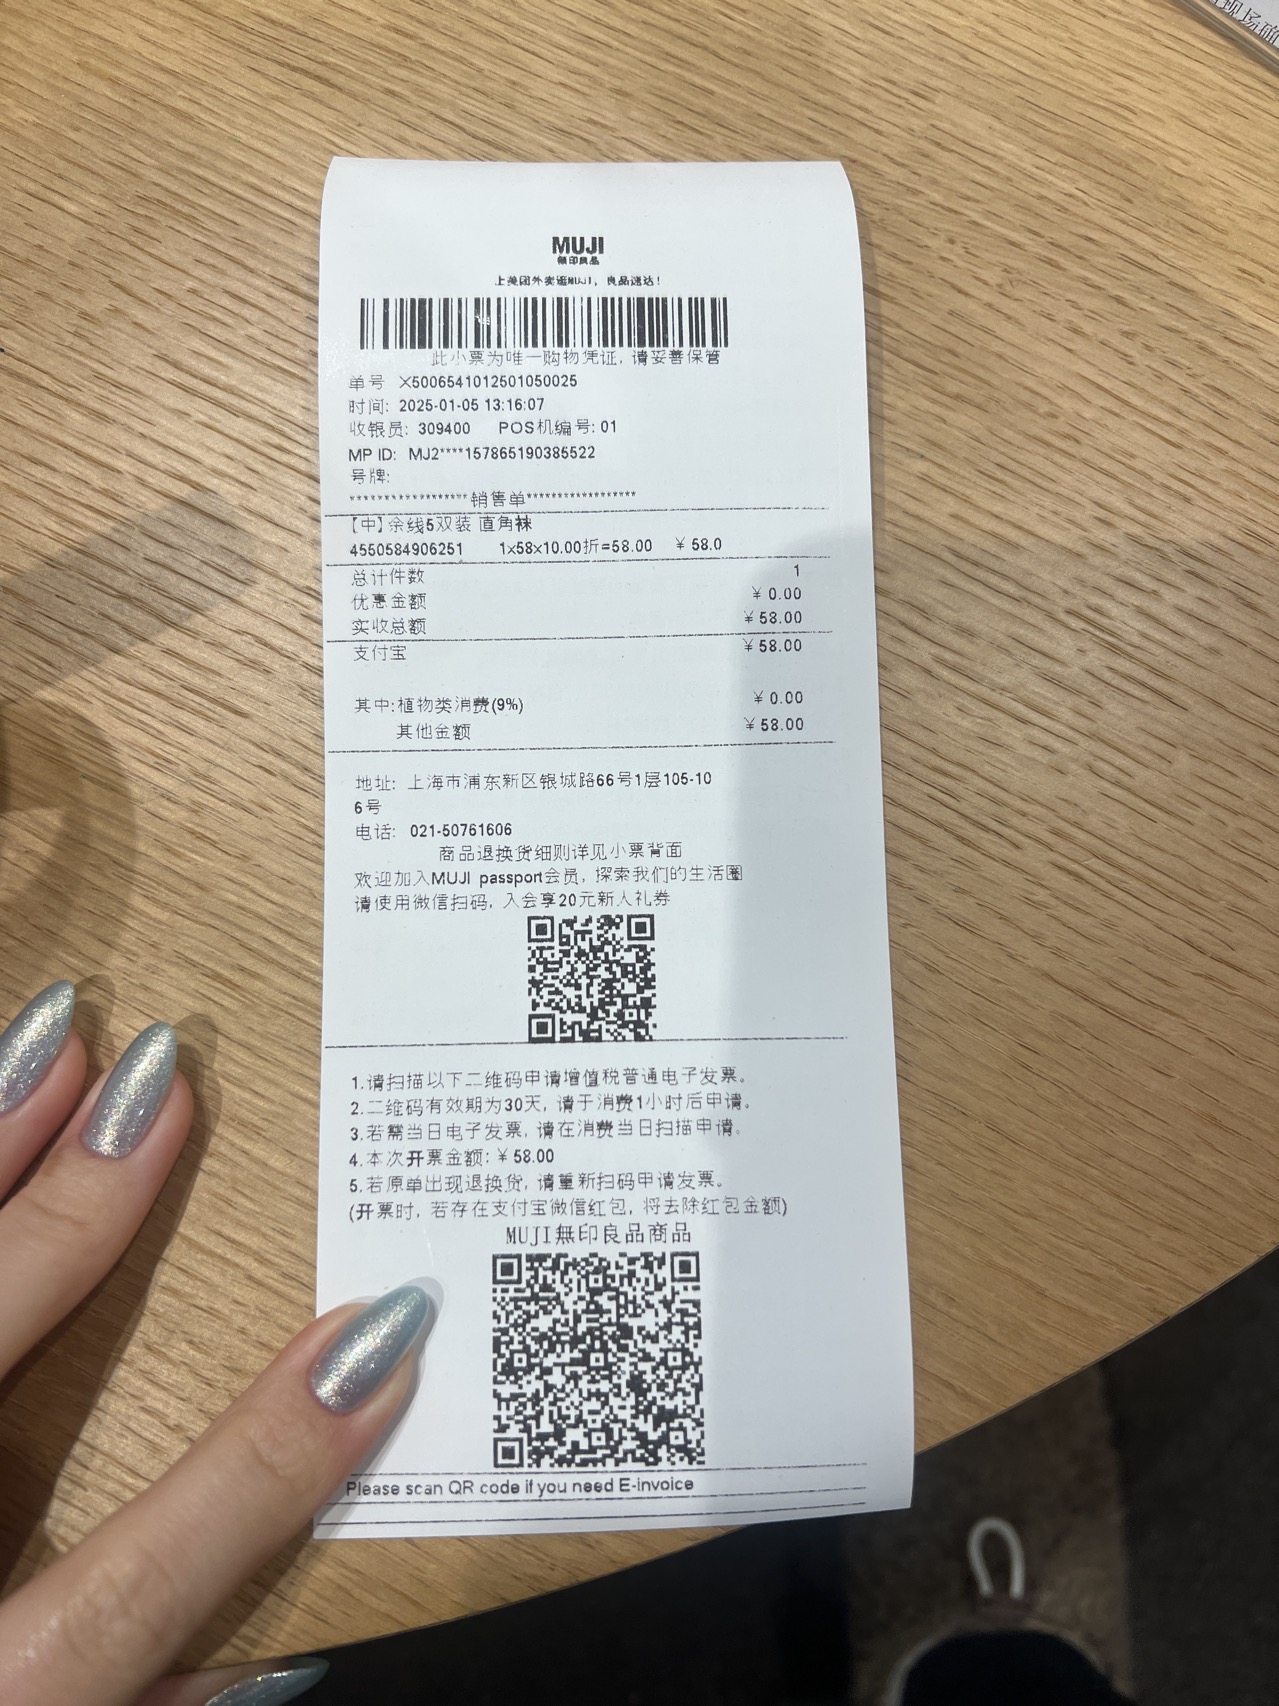 现场确
MUJI
無印良品
上美团外卖逛MUJI，良品速达！
此小票为唯一购物凭证，请妥善保管
单号 X5006541012501050025
时间: 2025-01-05 13:16:07
收银员: 309400 POS机编号: 01
MP ID: MJ2****157865190385522
号牌:
******************销售单******************
【中】余线5双装 直角袜
4550584906251 1x58x10.00折=58.00 ￥58.0
总计件数 1
优惠金额 ￥0.00
实收总额 ￥58.00
支付宝 ￥58.00
其中:植物类消费(9%) ￥0.00
其他金额 ￥58.00
地址: 上海市浦东新区银城路66号1层105-10
6号
电话: 021-50761606
商品退换货细则详见小票背面
欢迎加入MUJI passport会员, 探索我们的生活圈
请使用微信扫码, 入会享20元新人礼券
1.请扫描以下二维码申请增值税普通电子发票。
2.二维码有效期为30天, 请于消费1小时后申请。
3.若需当日电子发票, 请在消费当日扫描申请。
4.本次开票金额: ￥58.00
5.若原单出现退换货, 请重新扫码申请发票。
(开票时, 若存在支付宝微信红包, 将去除红包金额)
MUJI無印良品商品
Please scan QR code if you need E-invoice